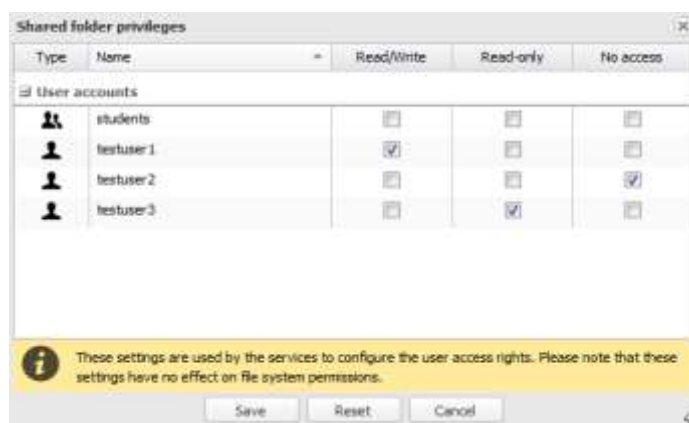 Shared folder privileges
Type Name Read/Write Read-only No access
User accounts
students
testuser1
testuser2
testuser3
These settings are used by the services to configure the user access rights. Please note that these
settings have no effect on file system permissions.
Save Reset Cancel